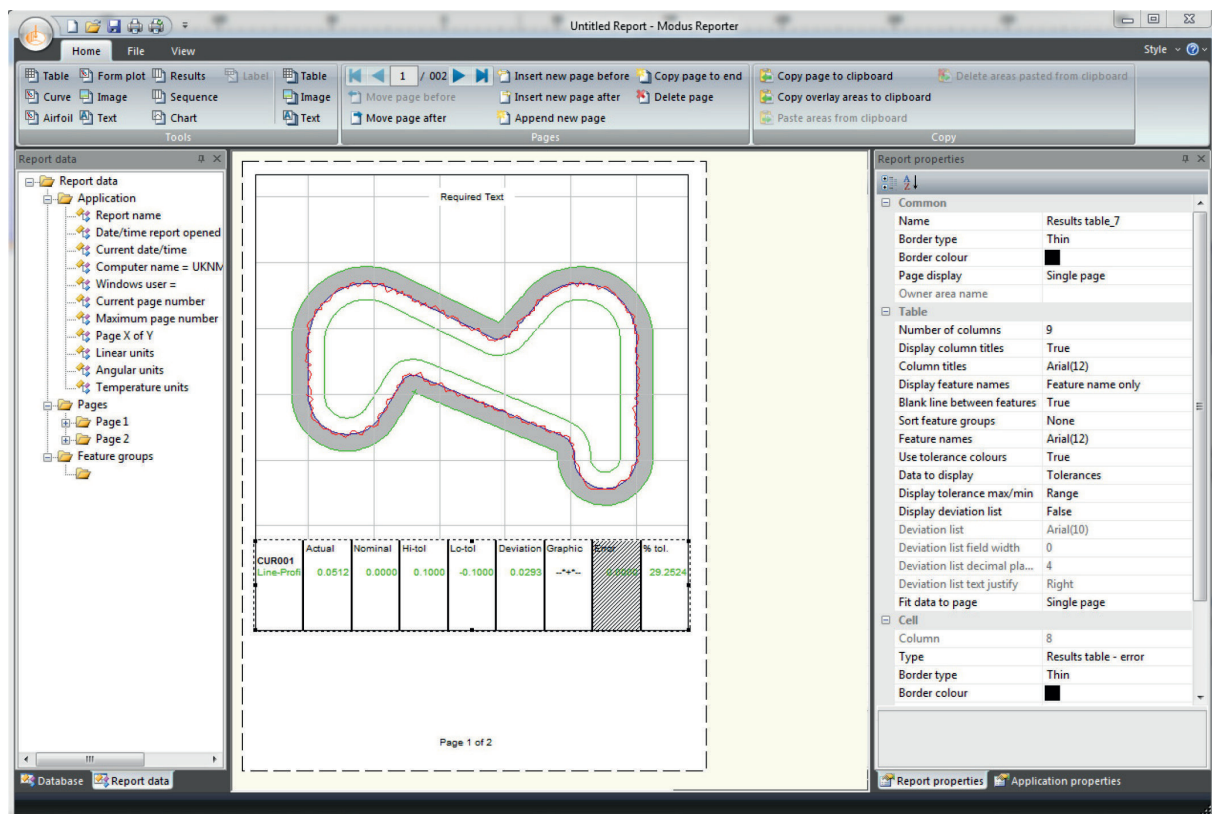 Untitled Report - Modus Reporter
Home File View
Style
Table Form plot Results Label Table
Curve Image Sequence Image
Airfoil Text Chart Text
Tools
1 / 002 Insert new page before Copy page to end
Move page before Insert new page after Delete page
Move page after Append new page
Pages
Copy page to clipboard Delete areas pasted from clipboard
Copy overlay areas to clipboard
Paste areas from clipboard
Copy
Report data
Report data
Application
Report name
Date/time report opened
Current date/time
Computer name = UKNM
Windows user =
Current page number
Maximum page number
Page X of Y
Linear units
Angular units
Temperature units
Pages
Page 1
Page 2
Feature groups
Database Report data
Required Text
Actual Nominal Hi-tol Lo-tol Deviation Graphic Error % tol.
CUR001
Line-Profi 0.0512 0.0000 0.1000 -0.1000 0.0293 --*+*-- 0.0000 29.2524
Page 1 of 2
Report properties
Common
Name Results table_7
Border type Thin
Border colour
Page display Single page
Owner area name
Table
Number of columns 9
Display column titles True
Column titles Arial(12)
Display feature names Feature name only
Blank line between features True
Sort feature groups None
Feature names Arial(12)
Use tolerance colours True
Data to display Tolerances
Display tolerance max/min Range
Display deviation list False
Deviation list Arial(10)
Deviation list field width 0
Deviation list decimal pla... 4
Deviation list text justify Right
Fit data to page Single page
Cell
Column 8
Type Results table - error
Border type Thin
Border colour
Report properties Application properties